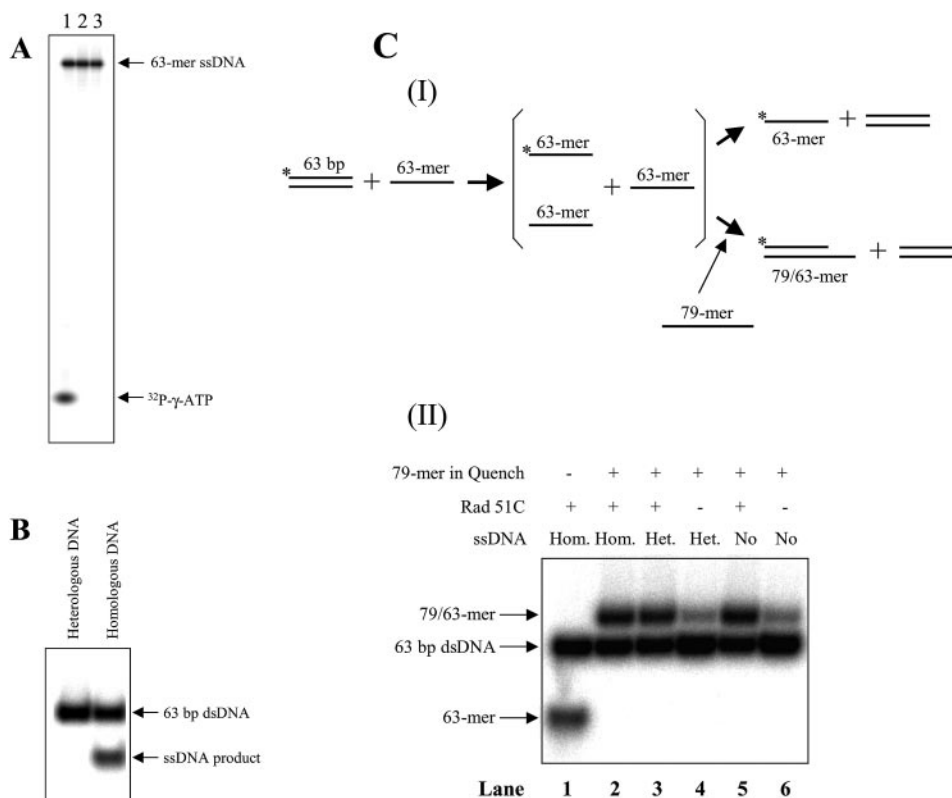 A
1 2 3
63-mer ssDNA
32P-γ-ATP
B
Heterologous DNA
Homologous DNA
63 bp dsDNA
ssDNA product
C
(I)
* 63 bp + 63-mer
* 63-mer
63-mer
+ 63-mer
* 63-mer +
* 79/63-mer +
79-mer
(II)
79-mer in Quench - + + + + +
Rad 51C + + + - + -
ssDNA Hom. Hom. Het. Het. No No
79/63-mer
63 bp dsDNA
63-mer
Lane 1 2 3 4 5 6